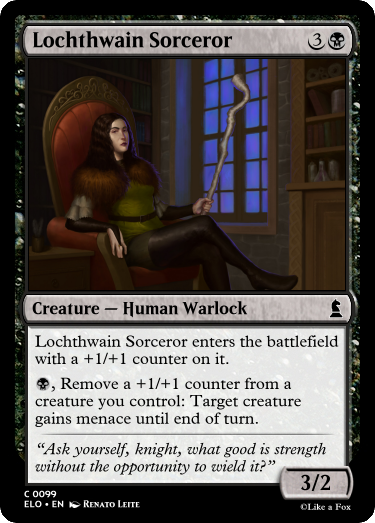 Lochthwain Sorceror 3
Creature — Human Warlock
Lochthwain Sorceror enters the battlefield
with a +1/+1 counter on it.
, Remove a +1/+1 counter from a
creature you control: Target creature
gains menace until end of turn.
“Ask yourself, knight, what good is strength
without the opportunity to wield it?”
3/2
C 0099
ELO • EN Renato Leite
©Like a Fox